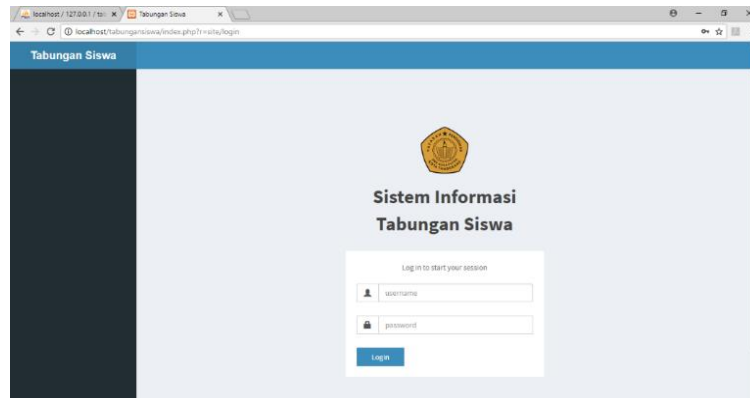 localhost / 127.0.0.1 / tab
Tabungan Siswa
localhost/tabungansiswa/index.php?r=site/login
Tabungan Siswa
Sistem Informasi
Tabungan Siswa
Log in to start your session
username
password
Login